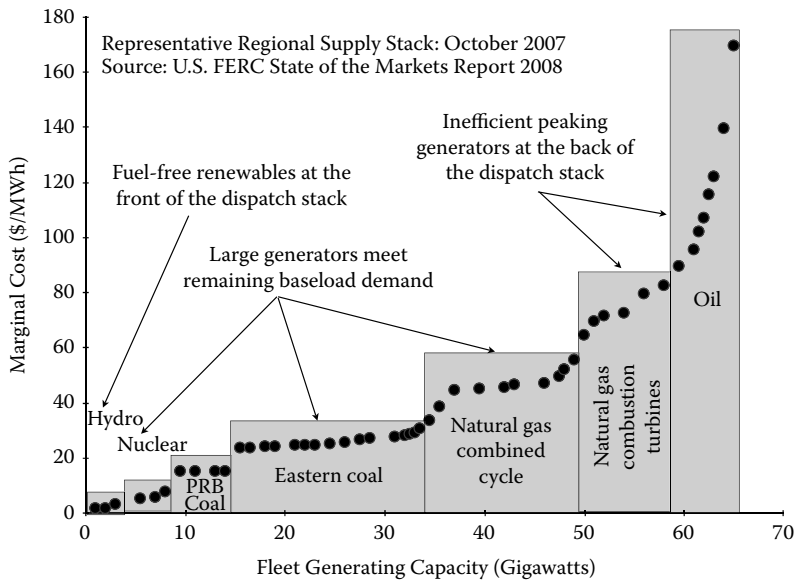 Representative Regional Supply Stack: October 2007
Source: U.S. FERC State of the Markets Report 2008
Inefficient peaking
generators at the back of
the dispatch stack
Fuel-free renewables at the
front of the dispatch stack
Large generators meet
remaining baseload demand
Marginal Cost ($/MWh)
180
160
140
120
100
80
60
40
20
0
Hydro
Nuclear
PRB
Coal
Eastern coal
Natural gas
combined
cycle
Natural gas
combustion
turbines
Oil
0
10
20
30
40
50
60
70
Fleet Generating Capacity (Gigawatts)